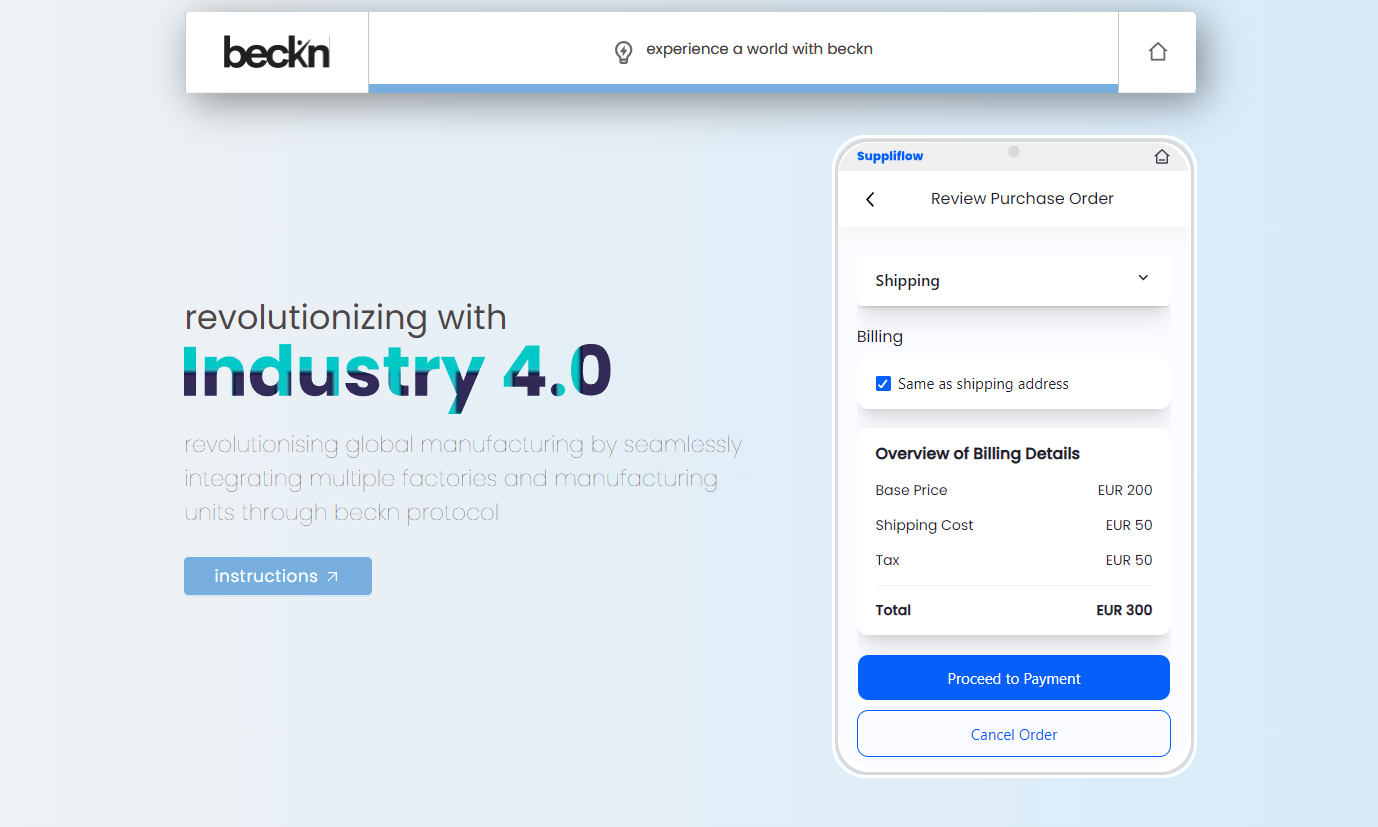 beckn
experience a world with beckn
revolutionizing with
Industry 4.0
revolutionising global manufacturing by seamlessly
integrating multiple factories and manufacturing
units through beckn protocol
instructions
Suppliflow
Review Purchase Order
Shipping
Billing
Same as shipping address
Overview of Billing Details
Base Price EUR 200
Shipping Cost EUR 50
Tax EUR 50
Total EUR 300
Proceed to Payment
Cancel Order